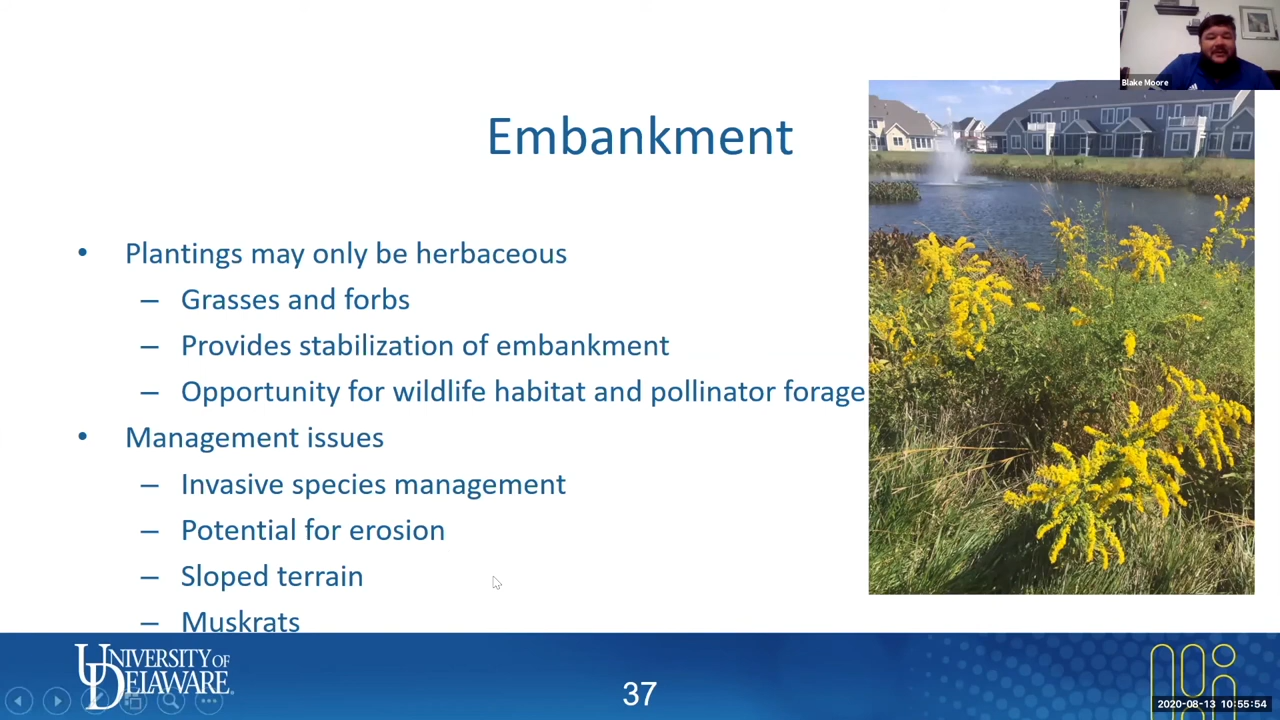 Blake Moore
Embankment
• Plantings may only be herbaceous
– Grasses and forbs
– Provides stabilization of embankment
– Opportunity for wildlife habitat and pollinator forage
• Management issues
– Invasive species management
– Potential for erosion
– Sloped terrain
– Muskrats
UNIVERSITY OF
DELAWARE
37
2020-08-13 10:55:54